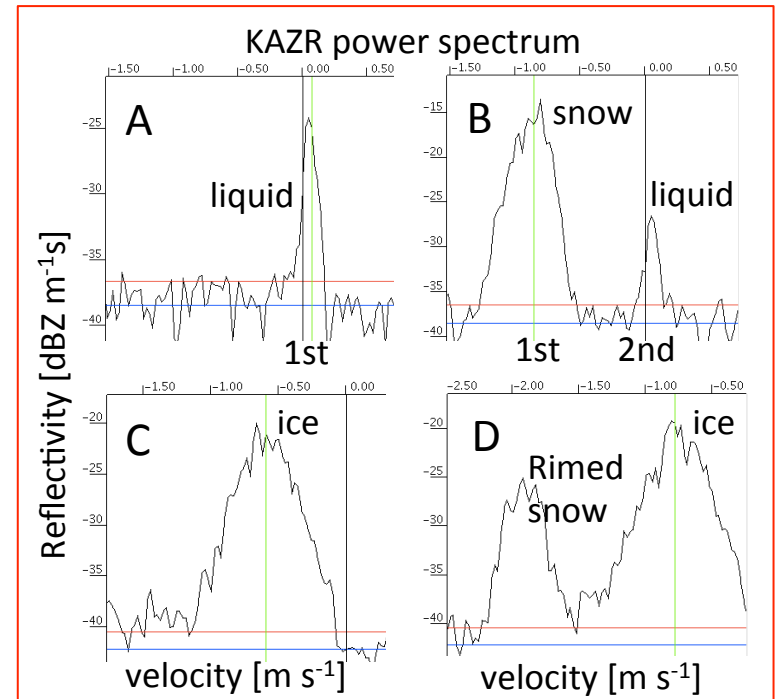 KAZR power spectrum
-1.50 -1.00 -0.50 0.00 0.50
-1.50 -1.00 -0.50 0.00 0.50
A
-25
-30
-35
-40
liquid
1st
B
-15
-20
-25
-30
-35
-40
snow
liquid
1st 2nd
Reflectivity [dBZ m⁻¹s]
-1.50 -1.00 -0.50 0.00
-2.50 -2.00 -1.50 -1.00 -0.50
C
-20
-25
-30
-35
-40
ice
D
-20
-25
-30
-35
-40
ice
Rimed
snow
velocity [m s⁻¹]
velocity [m s⁻¹]